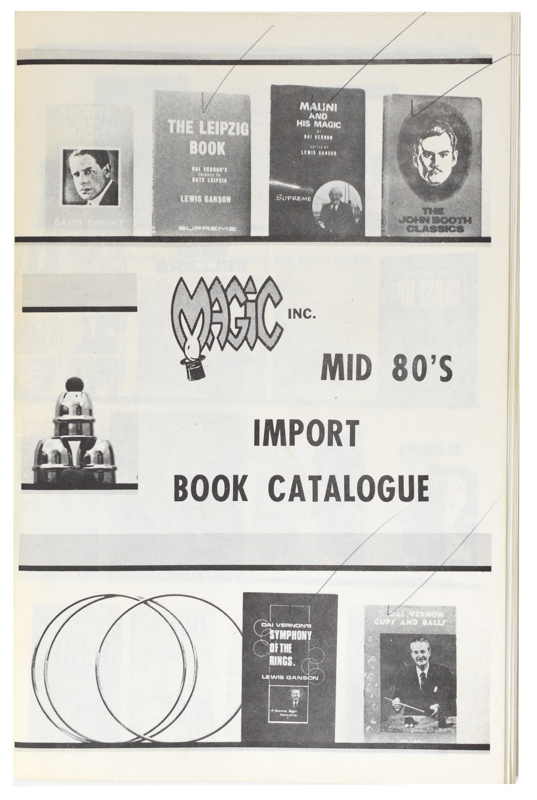 DAVID DEVANT
THE LEIPZIG
BOOK
DAI VERNON'S
TRIBUTE TO
NATE LEIPZIG
LEWIS GANSON
SUPREME
MALINI
AND
HIS MAGIC
BY
DAI VERNON
EDITED BY
LEWIS GANSON
SUPREME
THE
JOHN BOOTH
CLASSICS
MAGIC INC.
MID 80'S
IMPORT
BOOK CATALOGUE
DAI VERNON'S
SYMPHONY
OF THE
RINGS.
LEWIS GANSON
DAI VERNON
CUPS AND BALLS